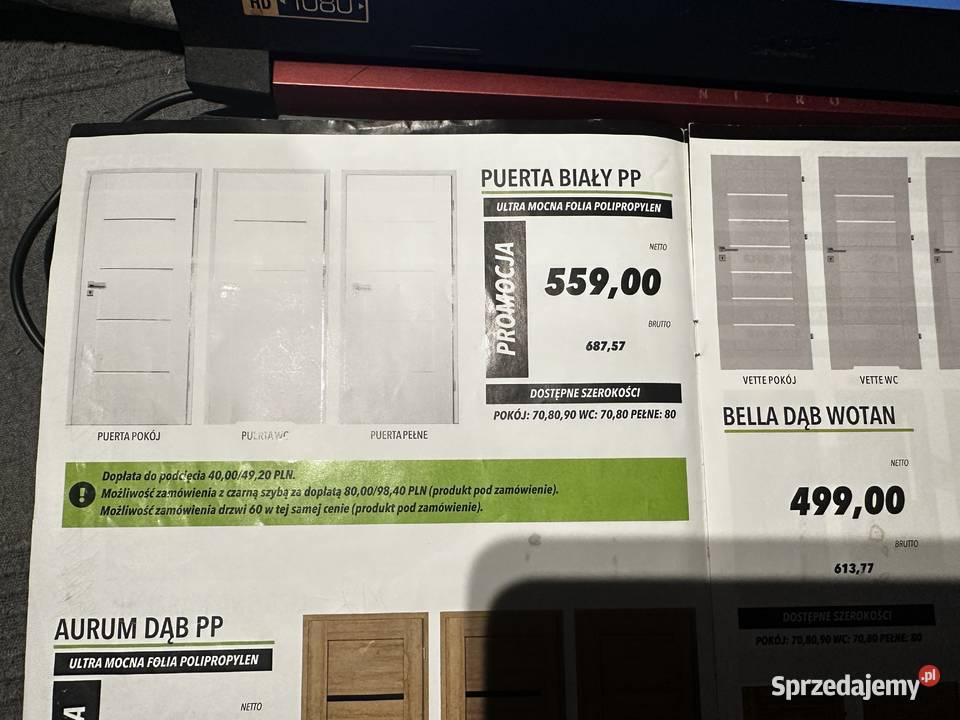 HD 1080
NITRO
PUERTA BIAŁY PP
ULTRA MOCNA FOLIA POLIPROPYLEN
PROMOCJA
NETTO
559,00
BRUTTO
687,57
DOSTĘPNE SZEROKOŚCI
POKÓJ: 70,80,90 WC: 70,80 PEŁNE: 80
PUERTA POKÓJ
PUERTA WC
PUERTA PEŁNE
Dopłata do podcięcia 40,00/49,20 PLN.
Możliwość zamówienia z czarną szybą za dopłatą 80,00/98,40 PLN (produkt pod zamówienie).
Możliwość zamówienia drzwi 60 w tej samej cenie (produkt pod zamówienie).
VETTE POKÓJ
VETTE WC
BELLA DĄB WOTAN
NETTO
499,00
BRUTTO
613,77
DOSTĘPNE SZEROKOŚCI
POKÓJ: 70,80,90 WC: 70,80 PEŁNE: 80
AURUM DĄB PP
ULTRA MOCNA FOLIA POLIPROPYLEN
NETTO
Sprzedajemy.pl